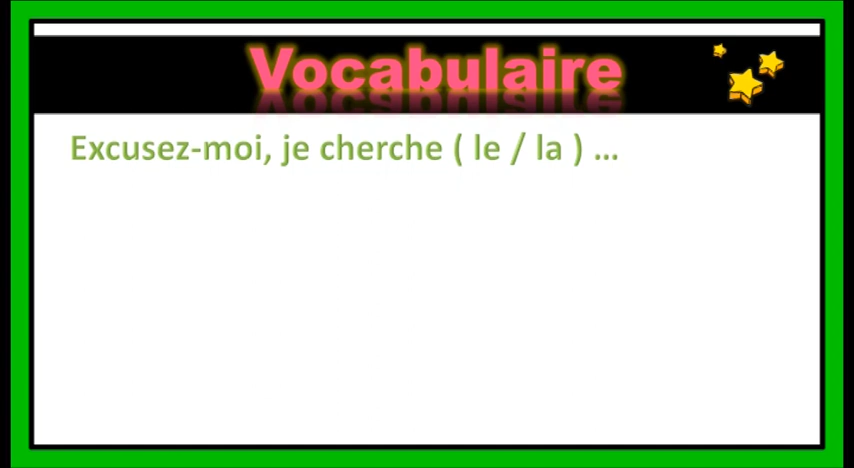 Vocabulaire
Excusez-moi, je cherche ( le / la ) ...